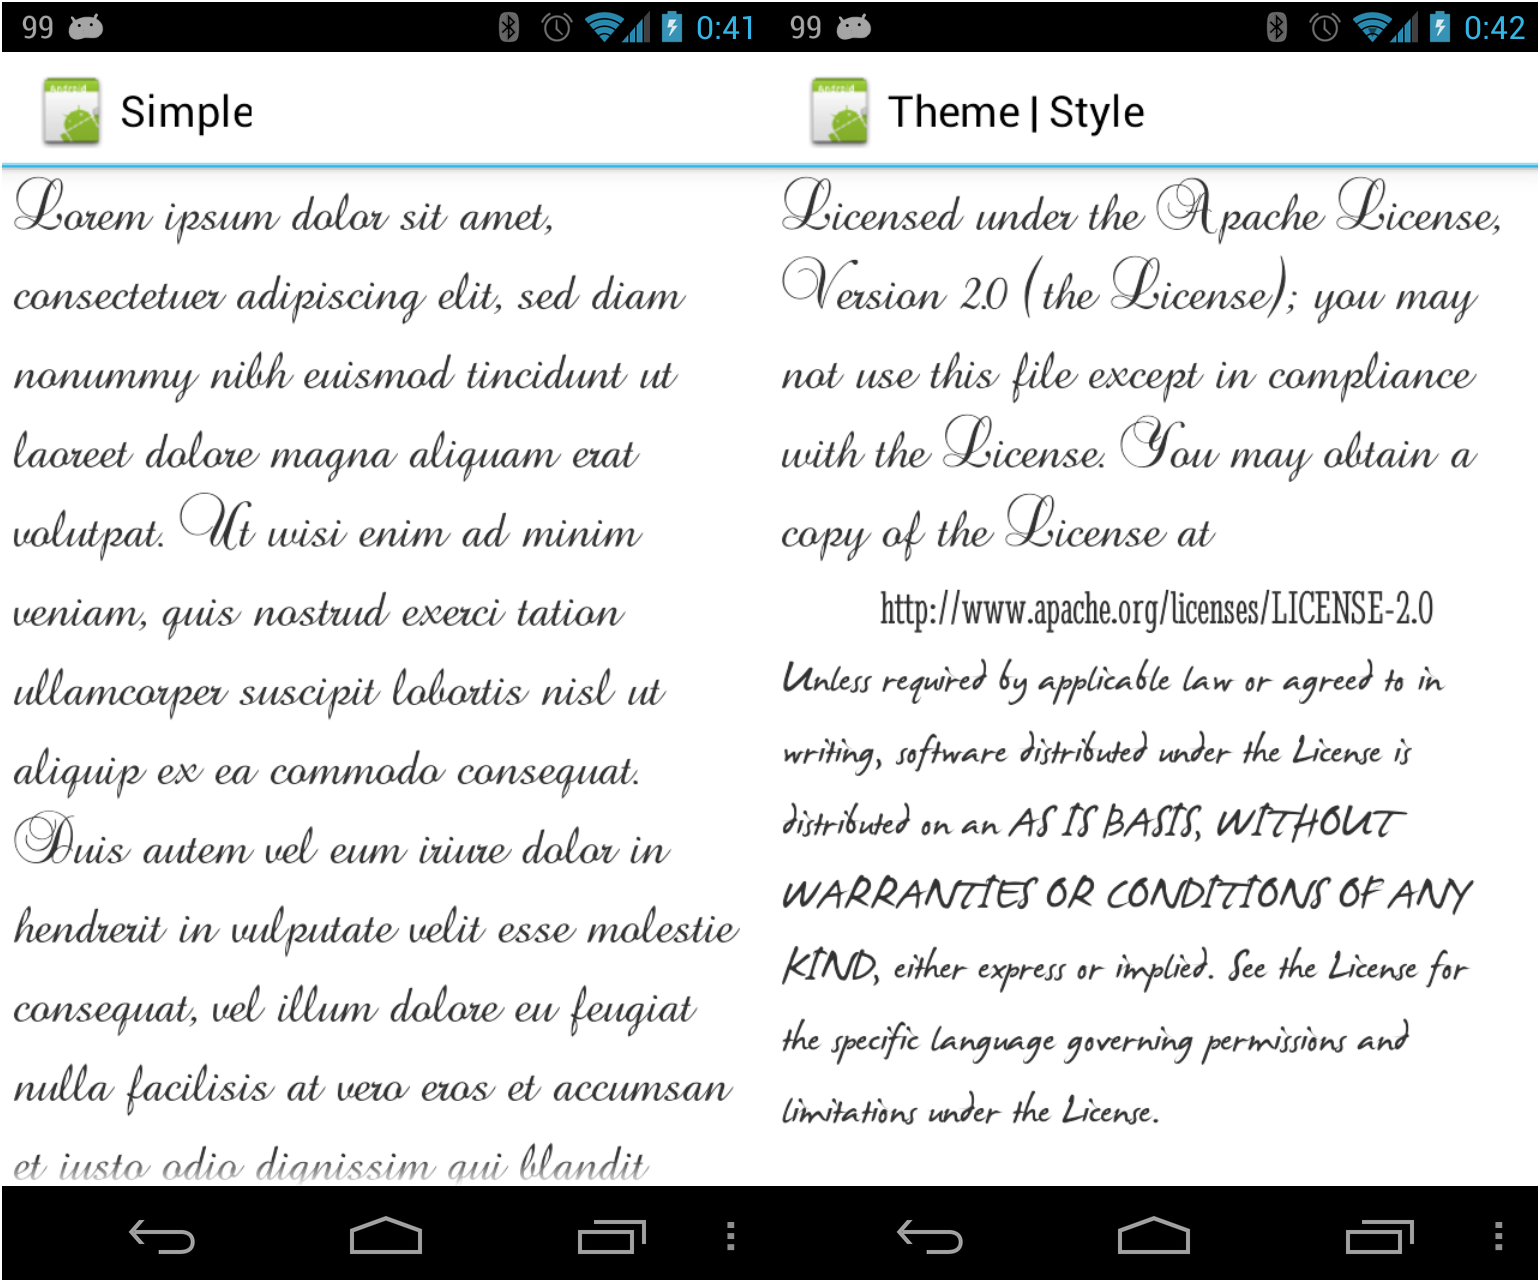 99
0:41
Simple
Lorem ipsum dolor sit amet,
consectetuer adipiscing elit, sed diam
nonummy nibh euismod tincidunt ut
laoreet dolore magna aliquam erat
volutpat. Ut wisi enim ad minim
veniam, quis nostrud exerci tation
ullamcorper suscipit lobortis nisl ut
aliquip ex ea commodo consequat.
Duis autem vel eum iriure dolor in
hendrerit in vulputate velit esse molestie
consequat, vel illum dolore eu feugiat
nulla facilisis at vero eros et accumsan
et iusto odio dignissim qui blandit
99
0:42
Theme | Style
Licensed under the Apache License,
Version 2.0 (the License); you may
not use this file except in compliance
with the License. You may obtain a
copy of the License at
http://www.apache.org/licenses/LICENSE-2.0
Unless required by applicable law or agreed to in
writing, software distributed under the License is
distributed on an AS IS BASIS, WITHOUT
WARRANTIES OR CONDITIONS OF ANY
KIND, either express or implied. See the License for
the specific language governing permissions and
limitations under the License.